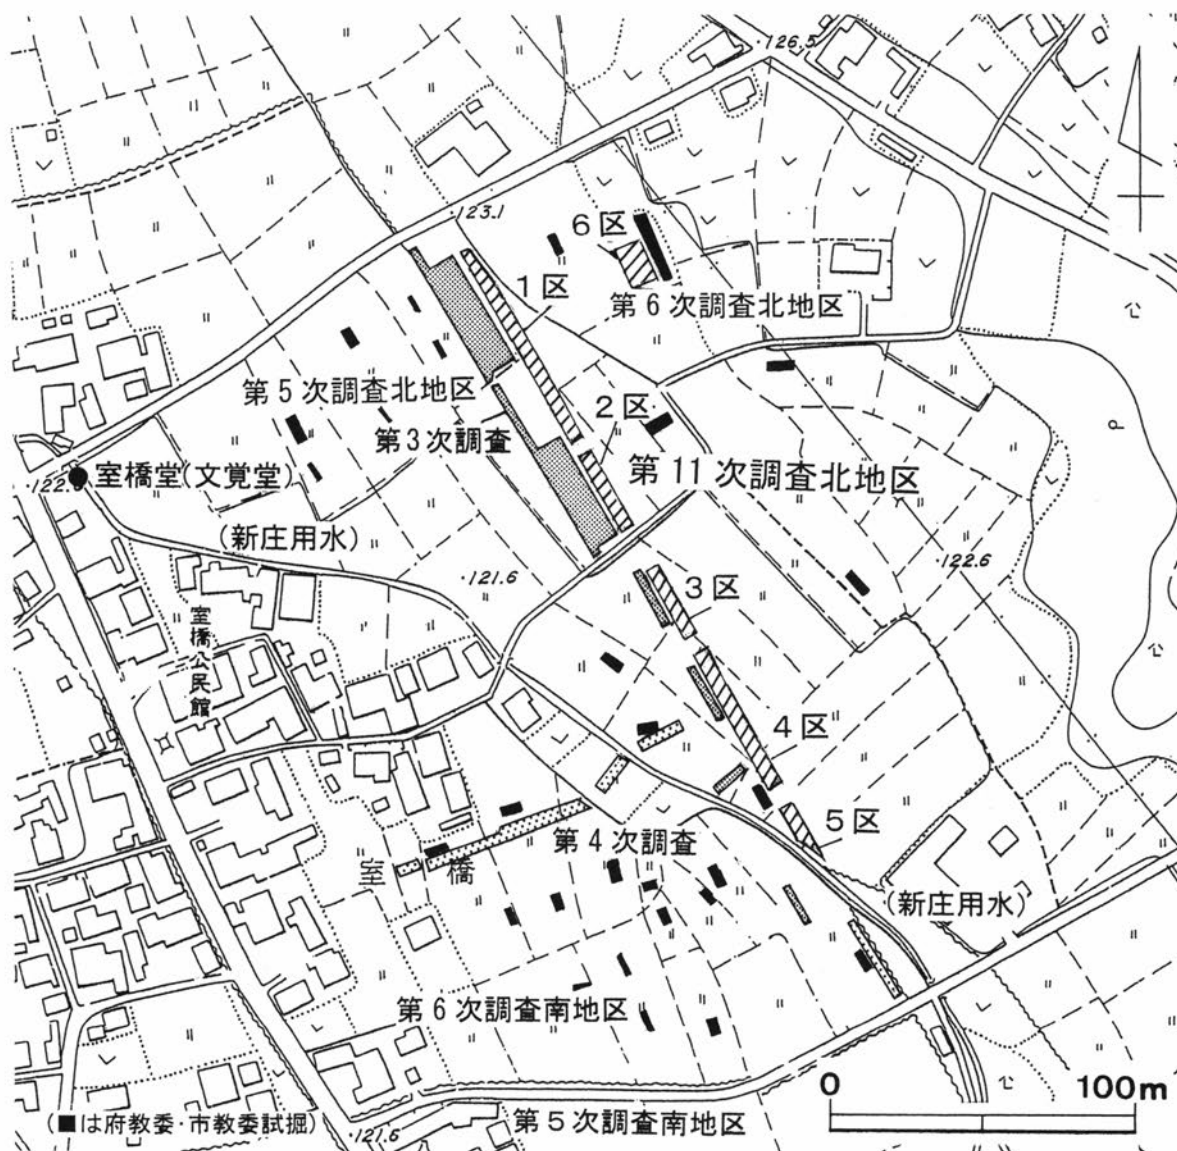 126.5
123.1
6区
1区
第6次調査北地区
第5次調査北地区
2区
第3次調査
第11次調査北地区
室橋堂(文覚堂)
(新庄用水)
121.6
122.6
3区
室橋公民館
4区
5区
第4次調査
室橋
(新庄用水)
第6次調査南地区
0 100m
(■は府教委・市教委試掘)
121.6
第5次調査南地区